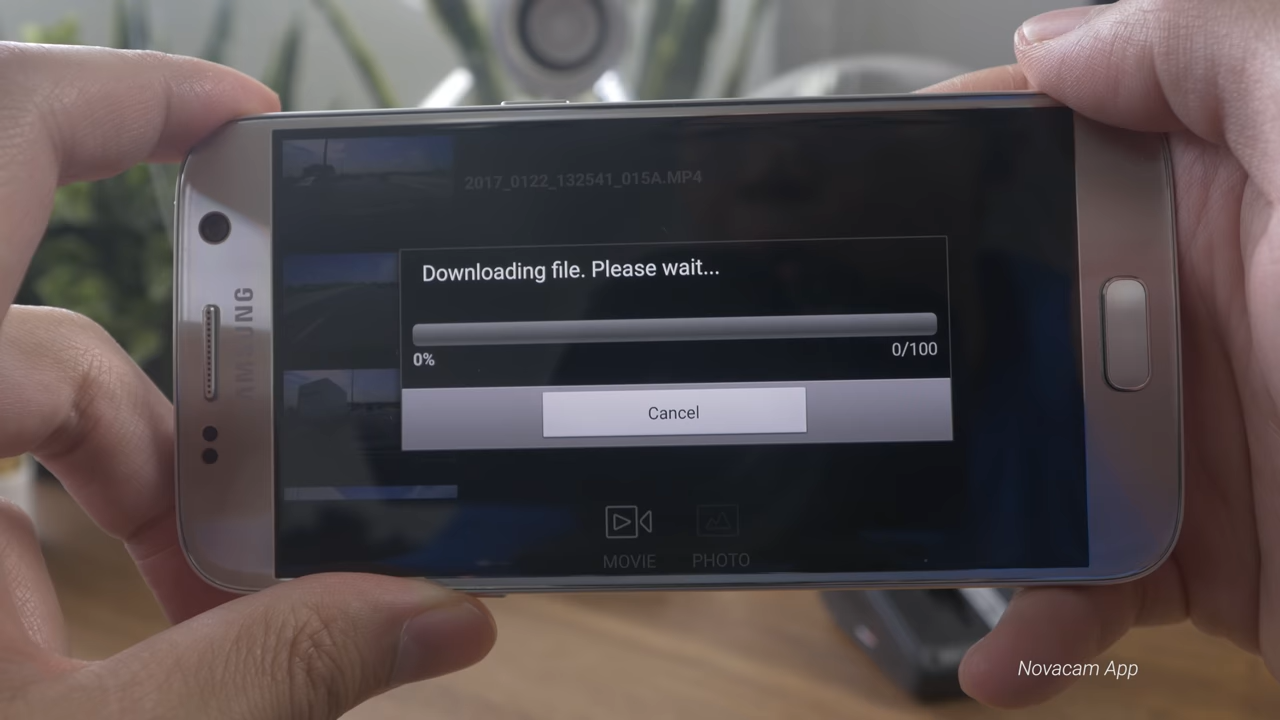 2017_0122_132541_015A.MP4
Downloading file. Please wait...
0%
0/100
Cancel
MOVIE
PHOTO
SAMSUNG
Novacam App